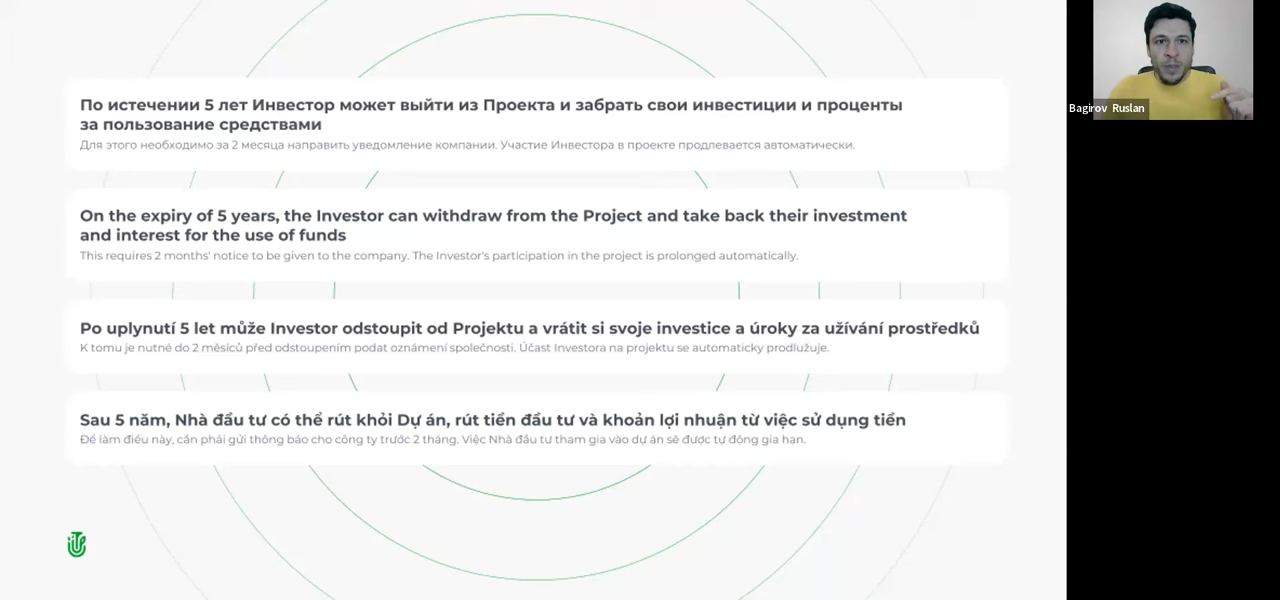 По истечении 5 лет Инвестор может выйти из Проекта и забрать свои инвестиции и проценты
за пользование средствами
Для этого необходимо за 2 месяца направить уведомление компании. Участие Инвестора в проекте продлевается автоматически.
On the expiry of 5 years, the Investor can withdraw from the Project and take back their investment
and interest for the use of funds
This requires 2 months' notice to be given to the company. The Investor's participation in the project is prolonged automatically.
Po uplynutí 5 let může Investor odstoupit od Projektu a vrátit si svoje investice a úroky za užívání prostředků
K tomu je nutné do 2 měsíců před odstoupením podat oznámení společnosti. Účast Investora na projektu se automaticky prodlužuje.
Sau 5 năm, Nhà đầu tư có thể rút khỏi Dự án, rút tiền đầu tư và khoản lợi nhuận từ việc sử dụng tiền
Để làm điều này, cần phải gửi thông báo cho công ty trước 2 tháng. Việc Nhà đầu tư tham gia vào dự án sẽ được tự động gia hạn.
Bagirov Ruslan